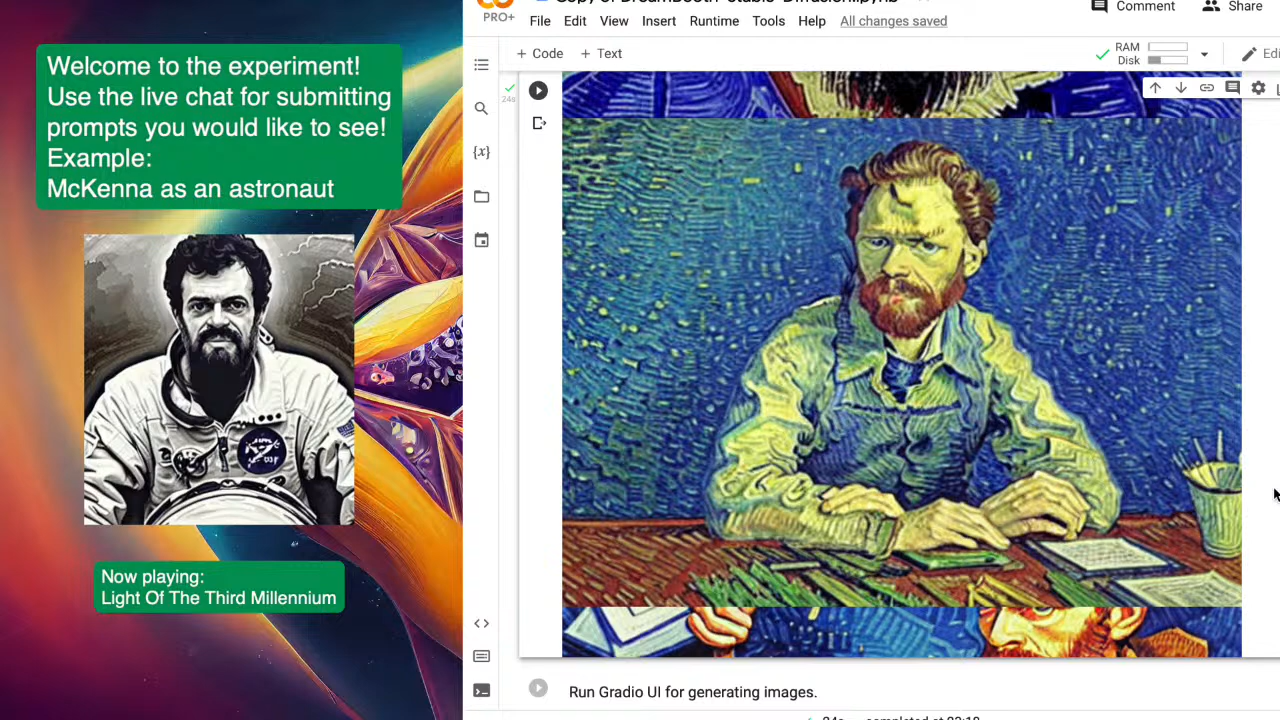 Welcome to the experiment!
Use the live chat for submitting
prompts you would like to see!
Example:
McKenna as an astronaut
Now playing:
Light Of The Third Millennium
PRO+
File Edit View Insert Runtime Tools Help All changes saved
Comment Share
+ Code + Text
RAM
Disk
Edi
24s
{x}
Run Gradio UI for generating images.